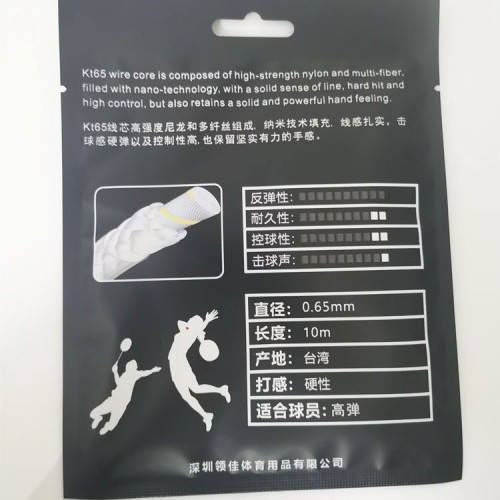 Kt65 wire core is composed of high-strength nylon and multi-fiber,
filled with nano-technology, with a solid sense of line, hard hit and
high control, but also retains a solid and powerful hand feeling.
Kt65线芯高强度尼龙和多纤丝组成, 纳米技术填充, 线感扎实。击
球感硬弹以及控制性高, 也保留坚实有力的手感。
反弹性:
耐久性:
控球性:
击球声:
直径: 0.65mm
长度: 10m
产地: 台湾
打感: 硬性
适合球员: 高弹
深圳领佳体育用品有限公司